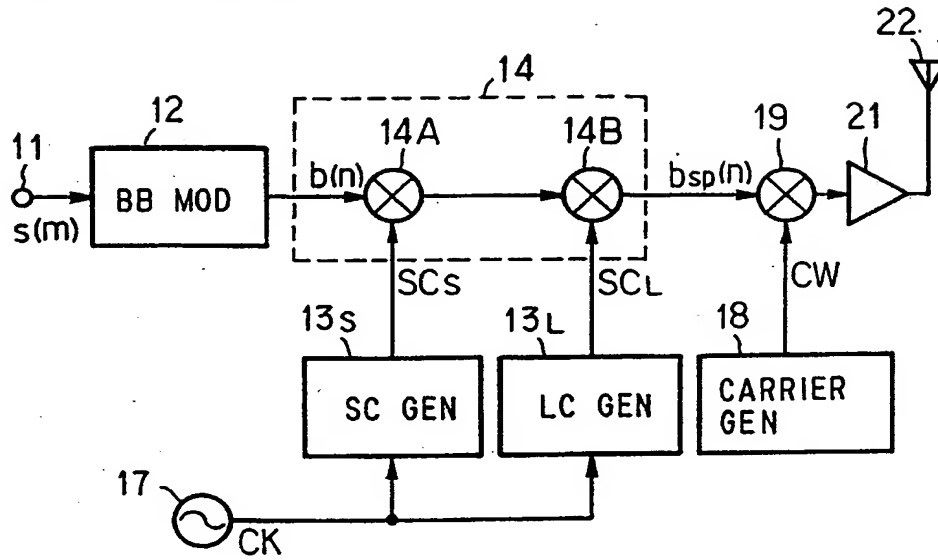 22
14
12
14A
14B
19
21
11
b(n)
bsp(n)
BB MOD
s(m)
SCS
SCL
CW
13S
13L
18
SC GEN
LC GEN
CARRIER
GEN
17
CK